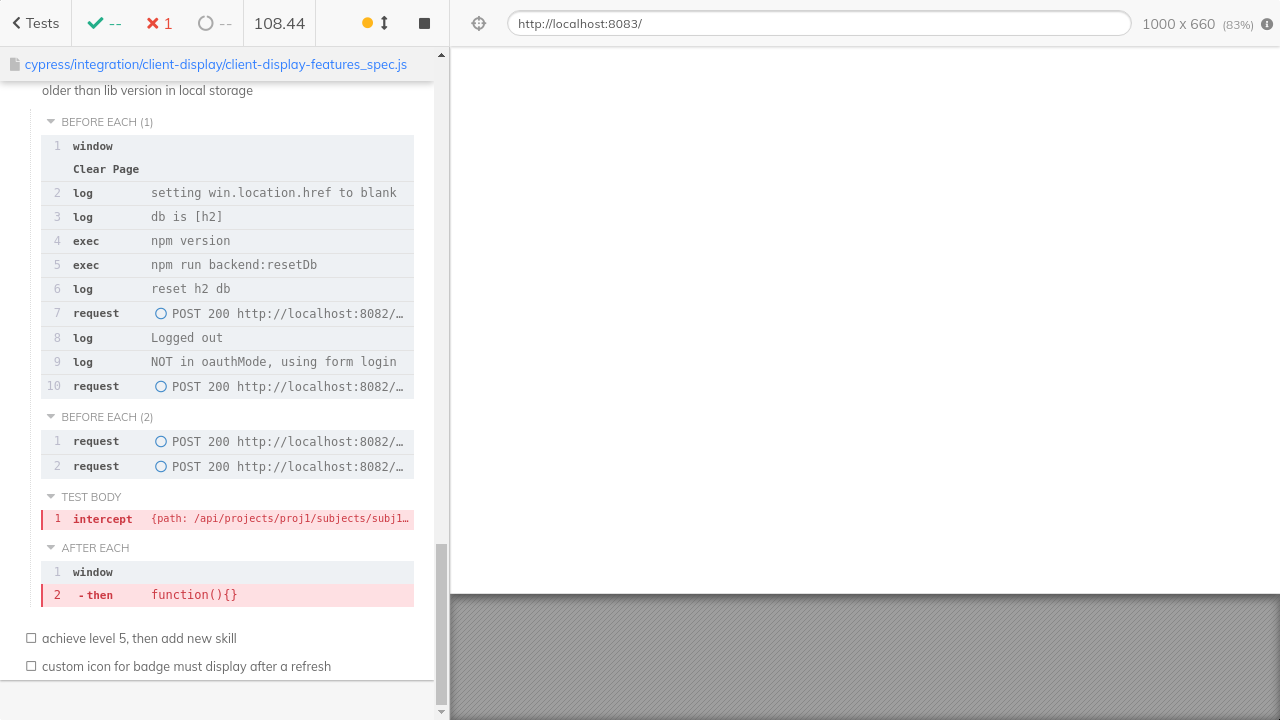 Tests -- 1 -- 108.44 http://localhost:8083/ 1000 x 660 (83%)
cypress/integration/client-display/client-display-features_spec.js
older than lib version in local storage
BEFORE EACH (1)
1 window
Clear Page
2 log setting win.location.href to blank
3 log db is [h2]
4 exec npm version
5 exec npm run backend:resetDb
6 log reset h2 db
7 request POST 200 http://localhost:8082/…
8 log Logged out
9 log NOT in oauthMode, using form login
10 request POST 200 http://localhost:8082/…
BEFORE EACH (2)
1 request POST 200 http://localhost:8082/…
2 request POST 200 http://localhost:8082/…
TEST BODY
1 intercept {path: /api/projects/proj1/subjects/subj1…
AFTER EACH
1 window
2 -then function(){}
achieve level 5, then add new skill
custom icon for badge must display after a refresh